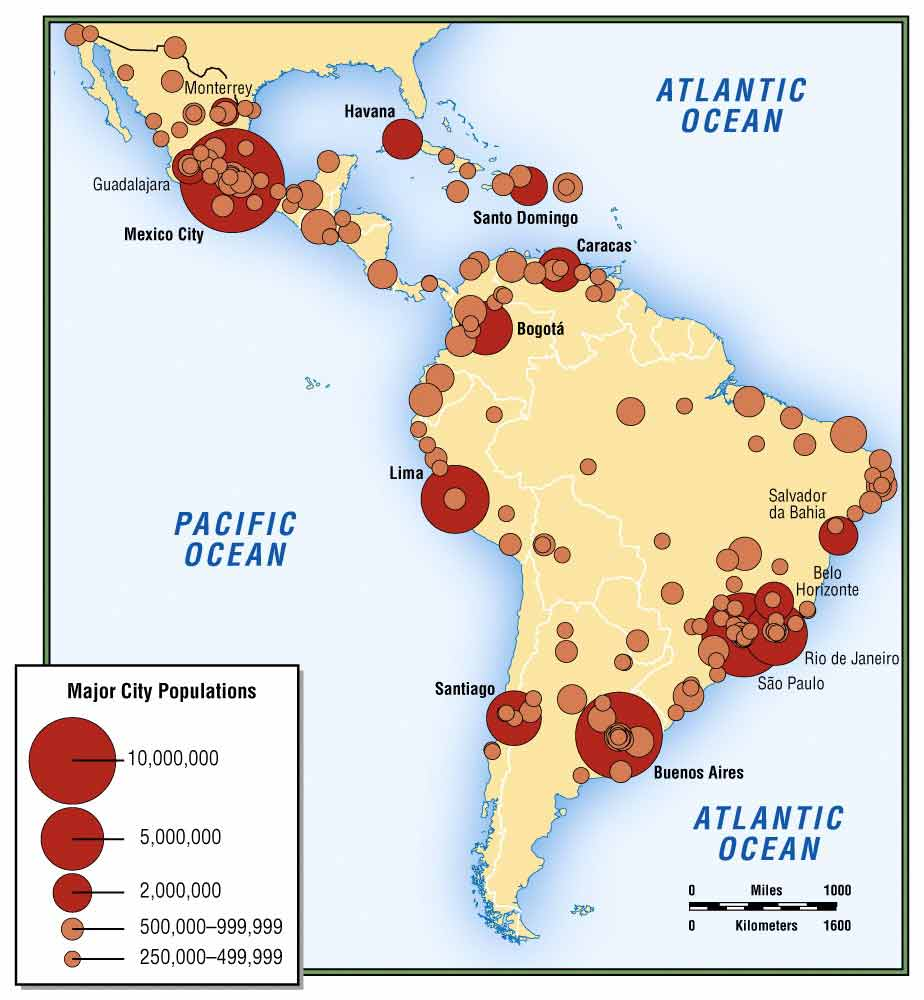 ATLANTIC
OCEAN
Monterrey
Havana
Guadalajara
Santo Domingo
Mexico City
Caracas
Bogotá
Lima
Salvador
da Bahia
PACIFIC
OCEAN
Belo
Horizonte
Rio de Janeiro
São Paulo
Santiago
Buenos Aires
ATLANTIC
OCEAN
0 Miles 1000
0 Kilometers 1600
Major City Populations
10,000,000
5,000,000
2,000,000
500,000–999,999
250,000–499,999